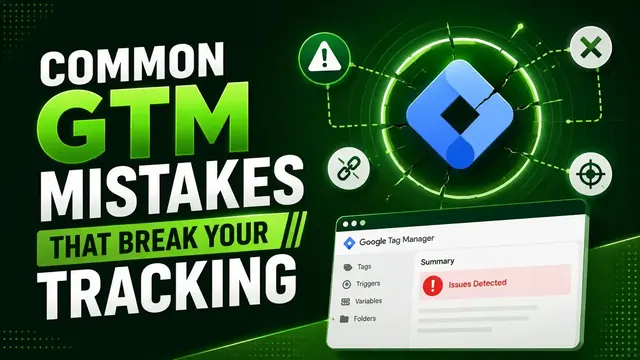 COMMON
GTM
MISTAKES
THAT BREAK YOUR
TRACKING
Google Tag Manager
Tags
Triggers
Variables
Folders
Summary
Issues Detected